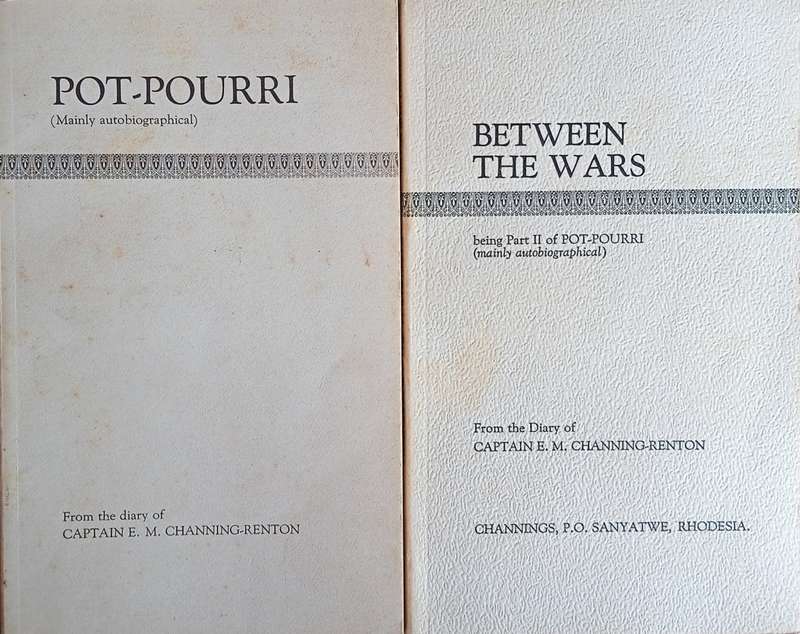 POT-POURRI
(Mainly autobiographical)
From the diary of
CAPTAIN E. M. CHANNING-RENTON
BETWEEN
THE WARS
being Part II of POT-POURRI
(mainly autobiographical)
From the Diary of
CAPTAIN E. M. CHANNING-RENTON
CHANNINGS, P.O. SANYATWE, RHODESIA.